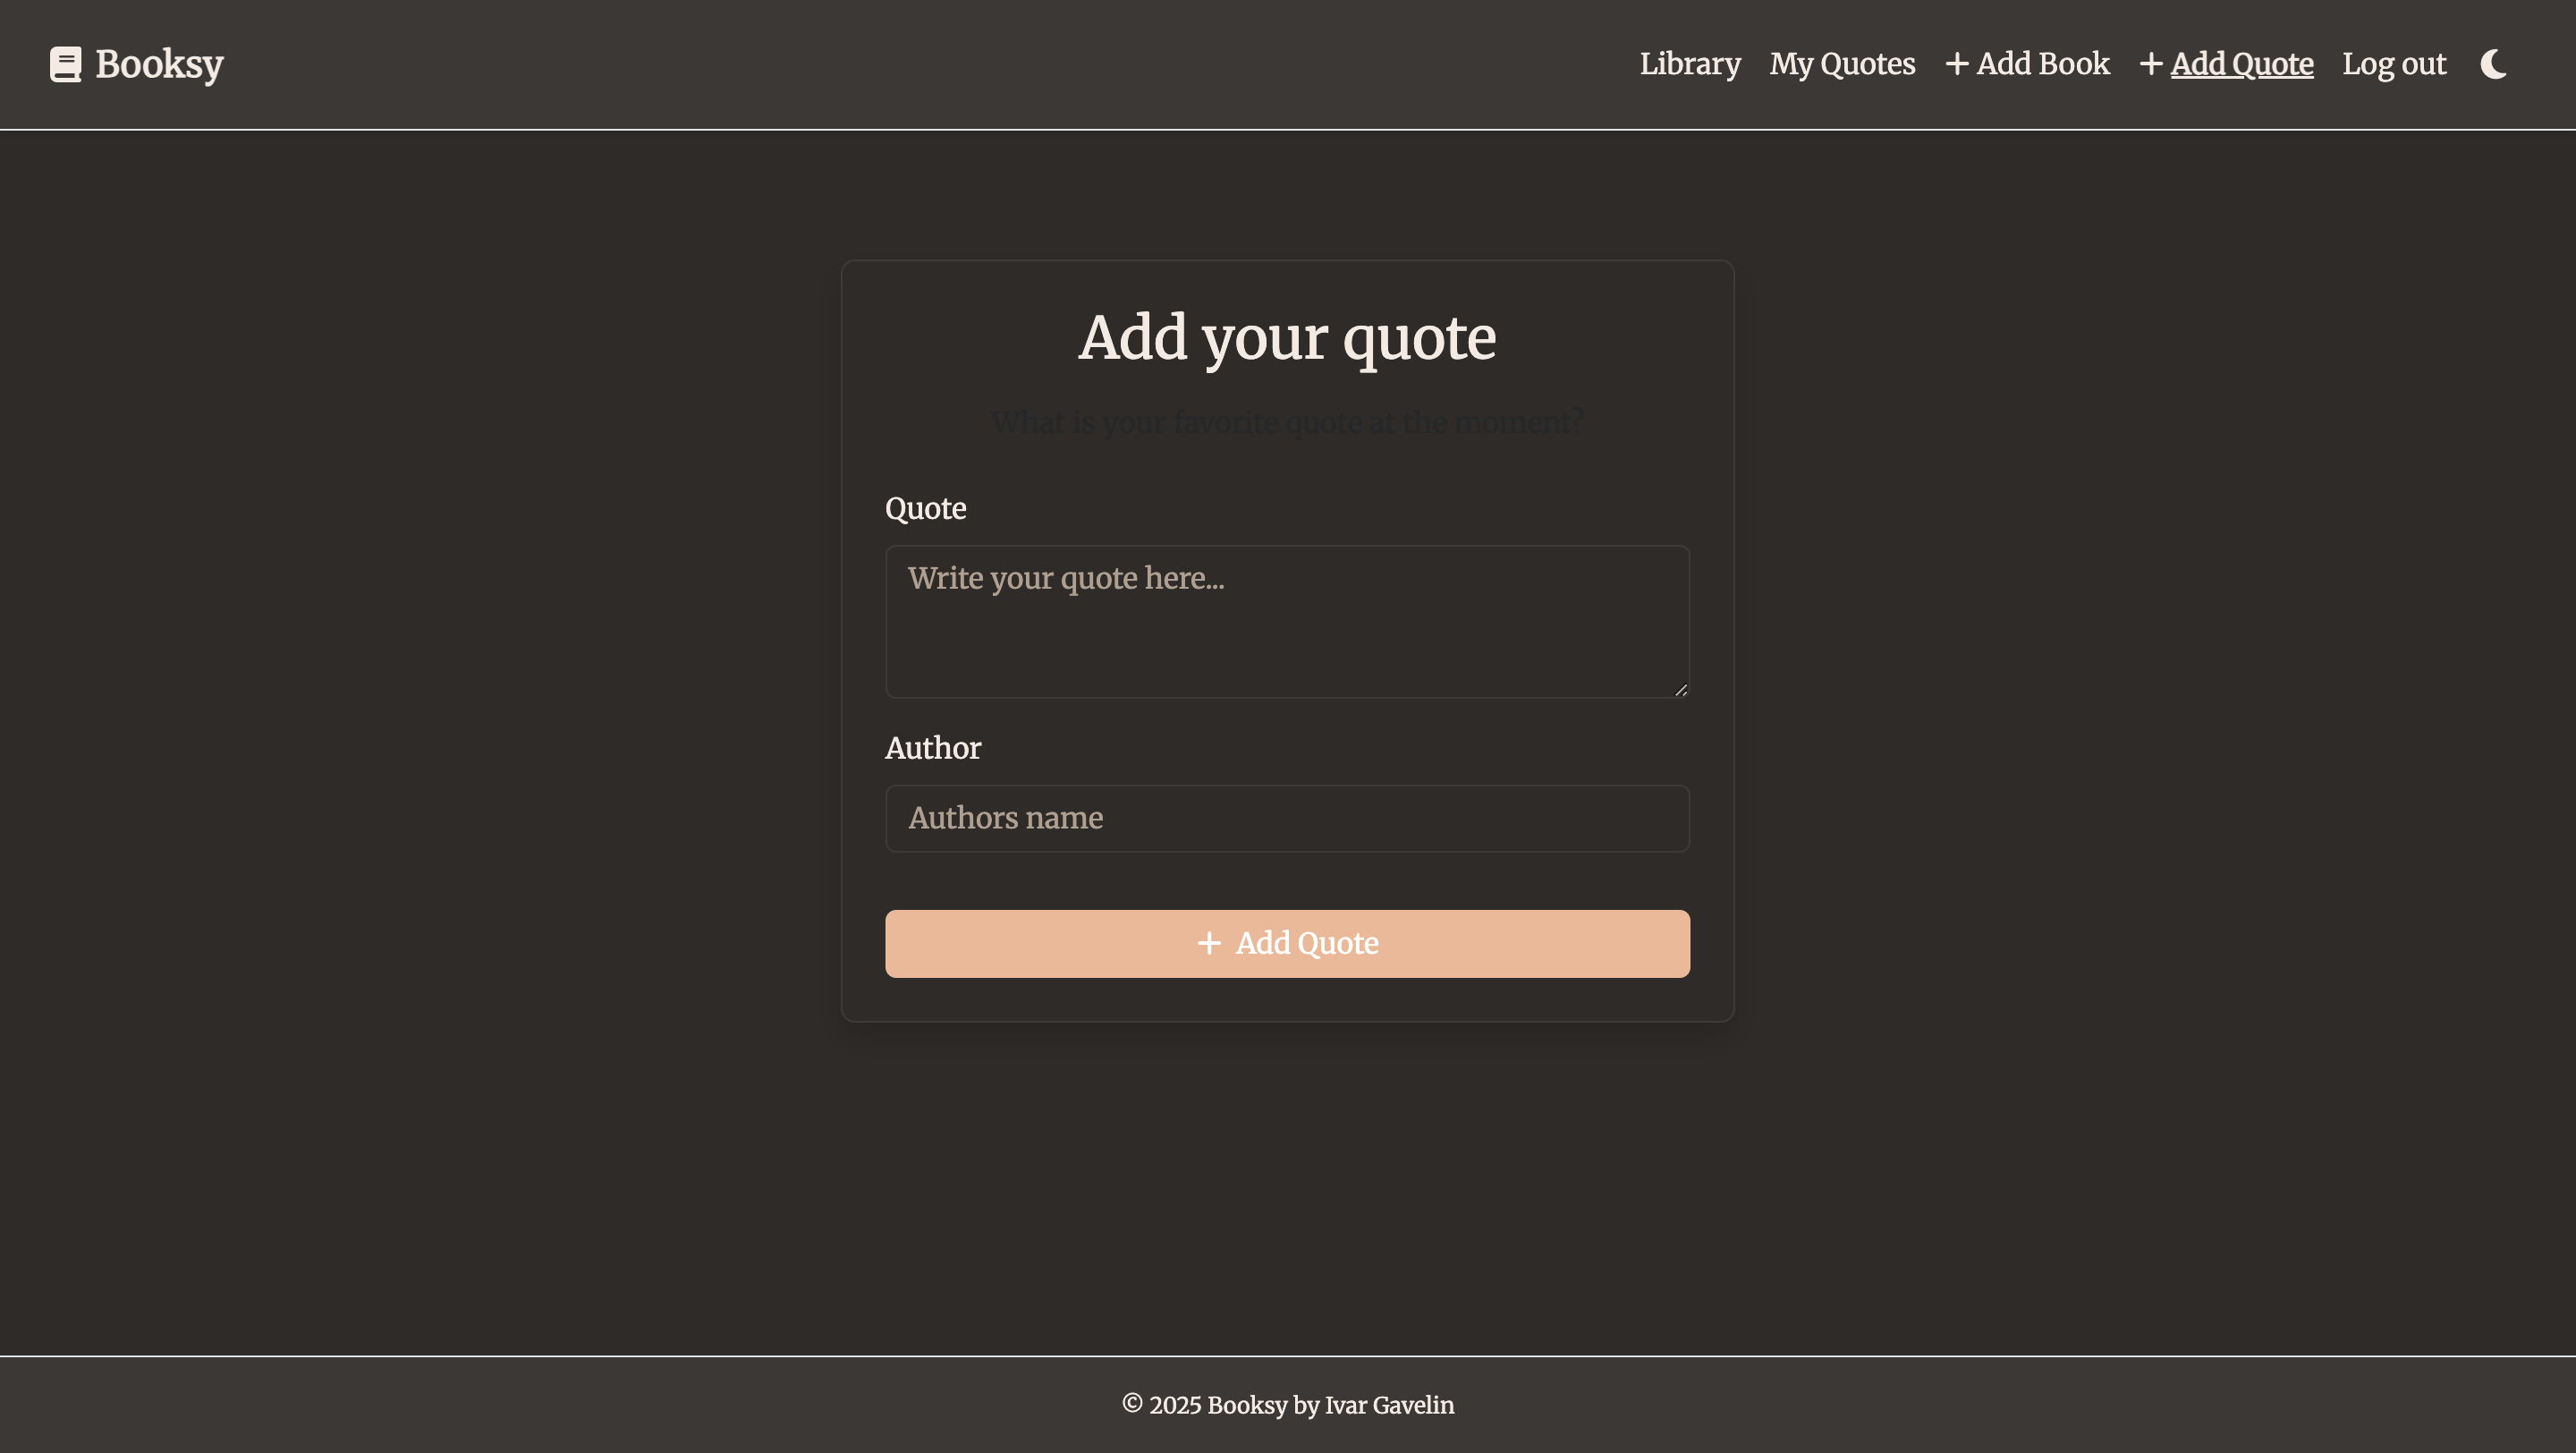 Booksy
Library My Quotes + Add Book + Add Quote Log out
Add your quote
What is your favorite quote at the moment?
Quote
Write your quote here...
Author
Authors name
+ Add Quote
© 2025 Booksy by Ivar Gavelin